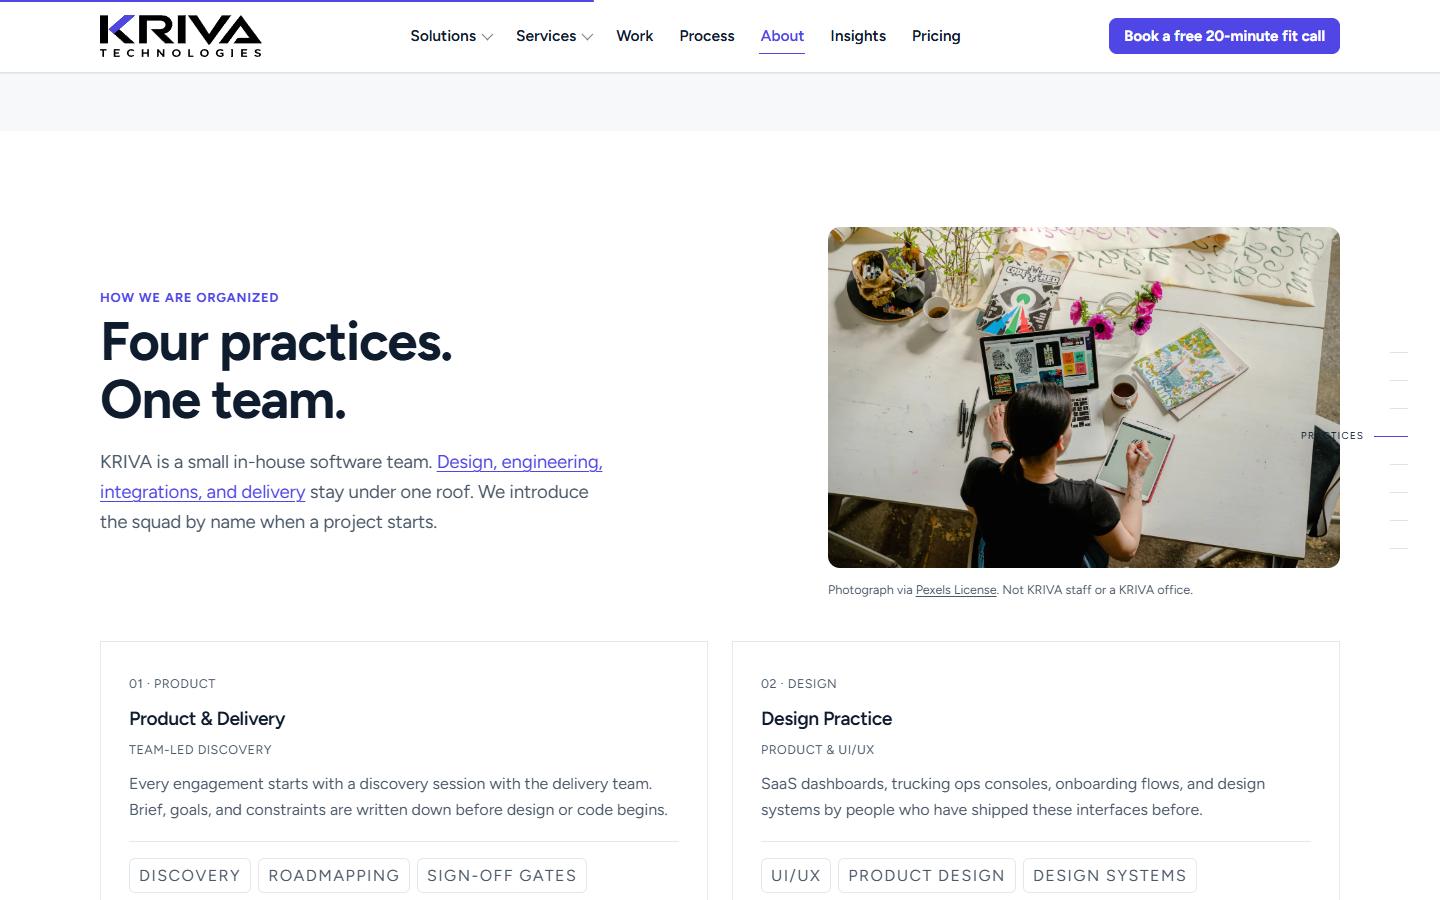 KRIVA
TECHNOLOGIES
Solutions Services Work Process About Insights Pricing
Book a free 20-minute fit call
HOW WE ARE ORGANIZED
Four practices.
One team.
KRIVA is a small in-house software team. Design, engineering,
integrations, and delivery stay under one roof. We introduce
the squad by name when a project starts.
PRACTICES
Photograph via Pexels License. Not KRIVA staff or a KRIVA office.
01 · PRODUCT
Product & Delivery
TEAM-LED DISCOVERY
Every engagement starts with a discovery session with the delivery team.
Brief, goals, and constraints are written down before design or code begins.
DISCOVERY ROADMAPPING SIGN-OFF GATES
02 · DESIGN
Design Practice
PRODUCT & UI/UX
SaaS dashboards, trucking ops consoles, onboarding flows, and design
systems by people who have shipped these interfaces before.
UI/UX PRODUCT DESIGN DESIGN SYSTEMS